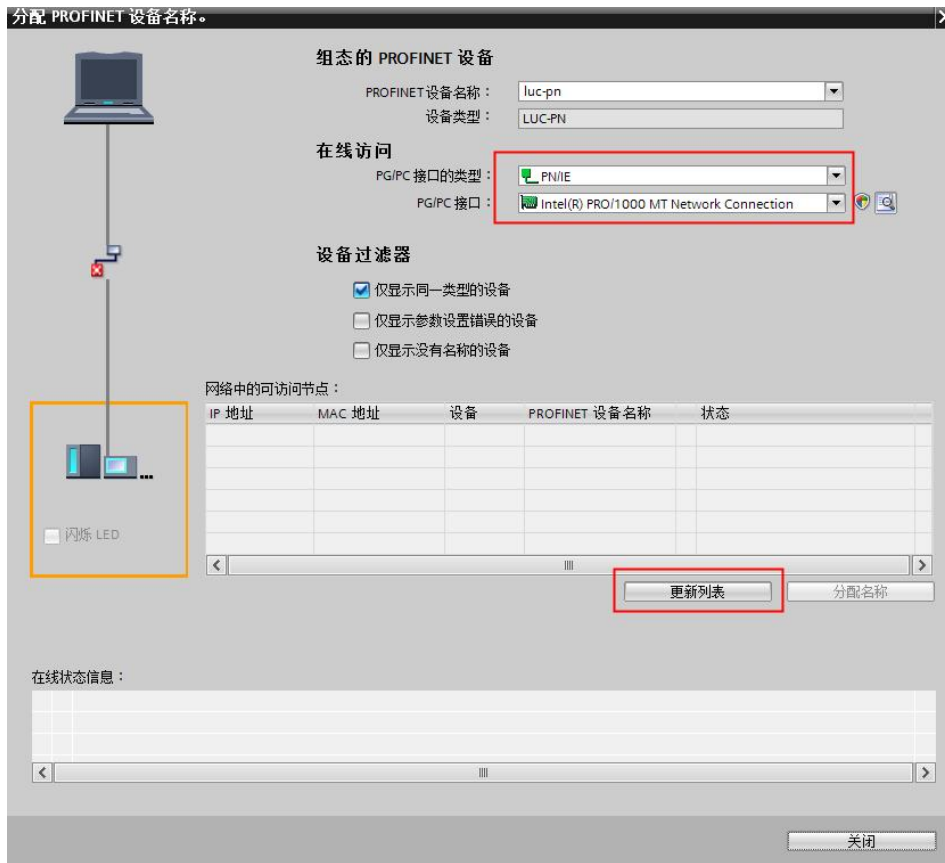 分配 PROFINET 设备名称。
组态的 PROFINET 设备
PROFINET设备名称： luc-pn
设备类型： LUC-PN
在线访问
PG/PC 接口的类型： PN/IE
PG/PC 接口： Intel(R) PRO/1000 MT Network Connection
设备过滤器
仅显示同一类型的设备
仅显示参数设置错误的设备
仅显示没有名称的设备
网络中的可访问节点：
IP 地址 MAC 地址 设备 PROFINET 设备名称 状态
闪烁 LED
更新列表 分配名称
在线状态信息：
关闭